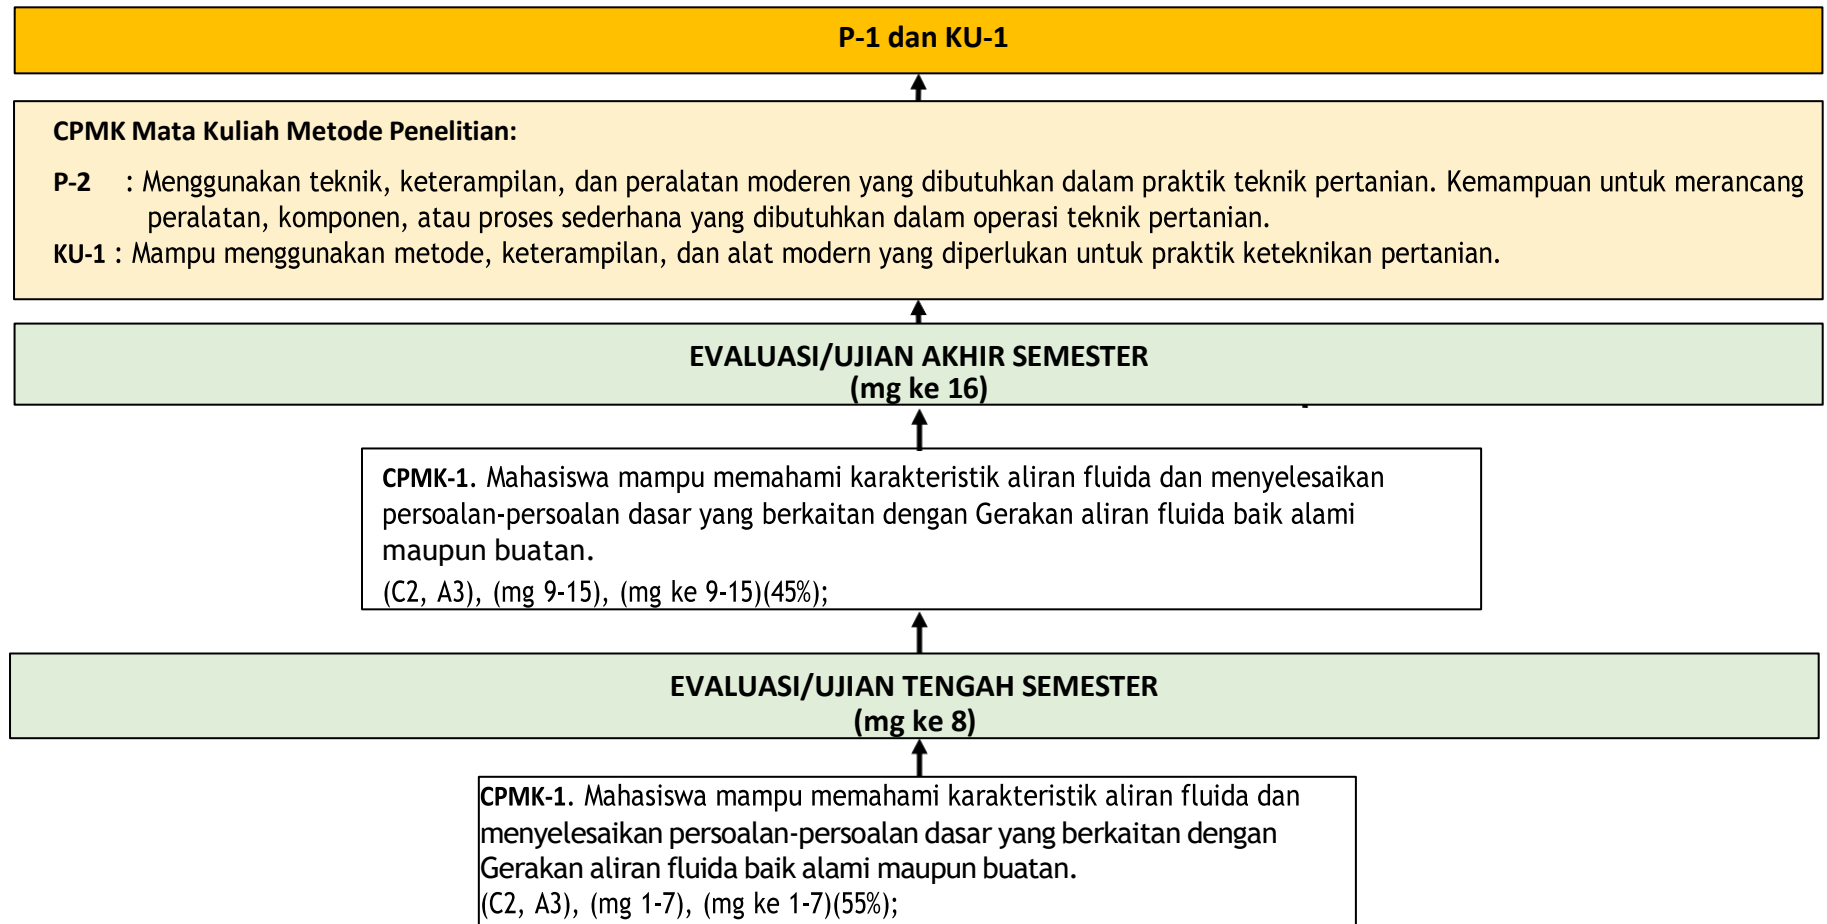 P-1 dan KU-1
CPMK Mata Kuliah Metode Penelitian:
P-2 : Menggunakan teknik, keterampilan, dan peralatan moderen yang dibutuhkan dalam praktik teknik pertanian. Kemampuan untuk merancang
peralatan, komponen, atau proses sederhana yang dibutuhkan dalam operasi teknik pertanian.
KU-1 : Mampu menggunakan metode, keterampilan, dan alat modern yang diperlukan untuk praktik keteknikan pertanian.
EVALUASI/UJIAN AKHIR SEMESTER
(mg ke 16)
CPMK-1. Mahasiswa mampu memahami karakteristik aliran fluida dan menyelesaikan
persoalan-persoalan dasar yang berkaitan dengan Gerakan aliran fluida baik alami
maupun buatan.
(C2, A3), (mg 9-15), (mg ke 9-15)(45%);
EVALUASI/UJIAN TENGAH SEMESTER
(mg ke 8)
CPMK-1. Mahasiswa mampu memahami karakteristik aliran fluida dan
menyelesaikan persoalan-persoalan dasar yang berkaitan dengan
Gerakan aliran fluida baik alami maupun buatan.
(C2, A3), (mg 1-7), (mg ke 1-7)(55%);